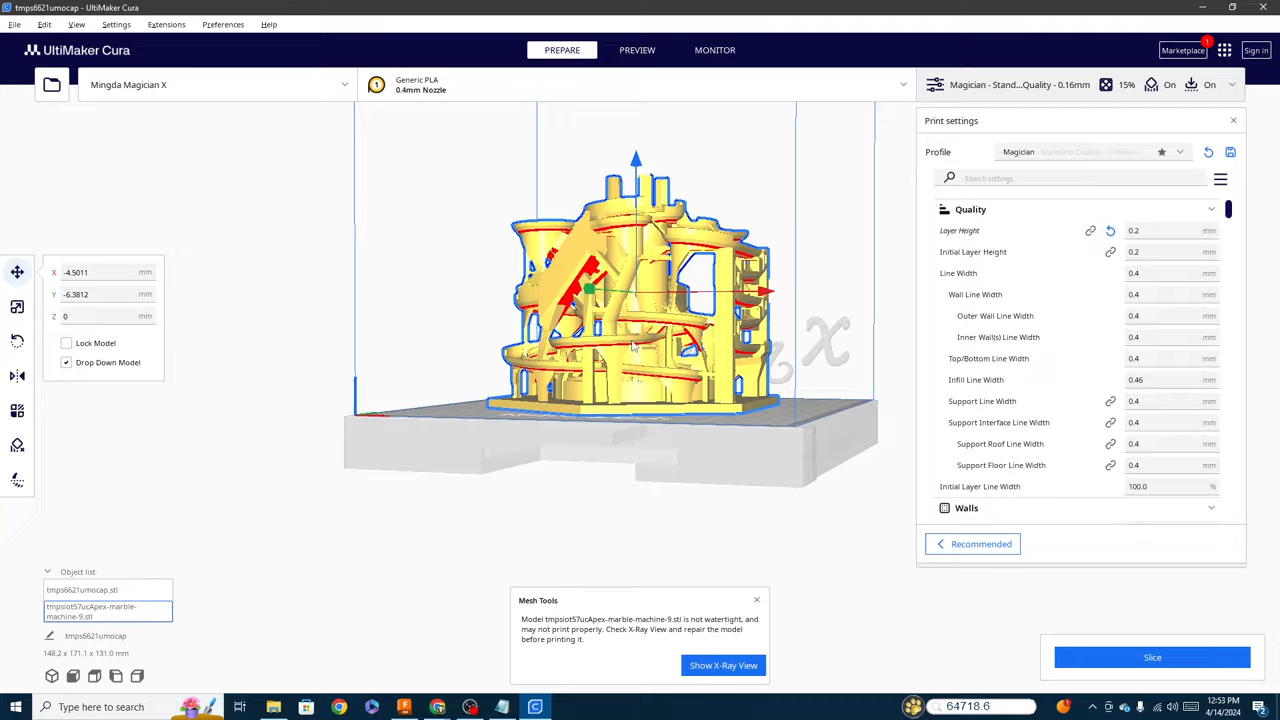 tmps6621umocap - UltiMaker Cura
File Edit View Settings Extensions Preferences Help
UltiMaker Cura
PREPARE PREVIEW MONITOR
Marketplace 1 Sign in
Mingda Magician X
1 Generic PLA
0.4mm Nozzle
Magician - Stand...Quality - 0.16mm 15% On On
Print settings
Profile Magician
Search settings
Quality
Layer Height 0.2 mm
Initial Layer Height 0.2 mm
Line Width 0.4 mm
Wall Line Width 0.4 mm
Outer Wall Line Width 0.4 mm
Inner Wall(s) Line Width 0.4 mm
Top/Bottom Line Width 0.4 mm
Infill Line Width 0.46 mm
Support Line Width 0.4 mm
Support Interface Line Width 0.4 mm
Support Roof Line Width 0.4 mm
Support Floor Line Width 0.4 mm
Initial Layer Line Width 100.0 %
Walls
Recommended
X -4.5011 mm
Y -6.3812 mm
Z 0 mm
Lock Model
Drop Down Model
x
Object list
tmps6621umocap.stl
tmpsiot57ucApex-marble-
machine-9.stl
tmps6621umocap
148.2 x 171.1 x 131.0 mm
Mesh Tools
Model tmpsiot57ucApex-marble-machine-9.stl is not watertight, and
may not print properly. Check X-Ray View and repair the model
before printing it.
Show X-Ray View
Slice
Type here to search
64718.6
12:53 PM
4/14/2024
2